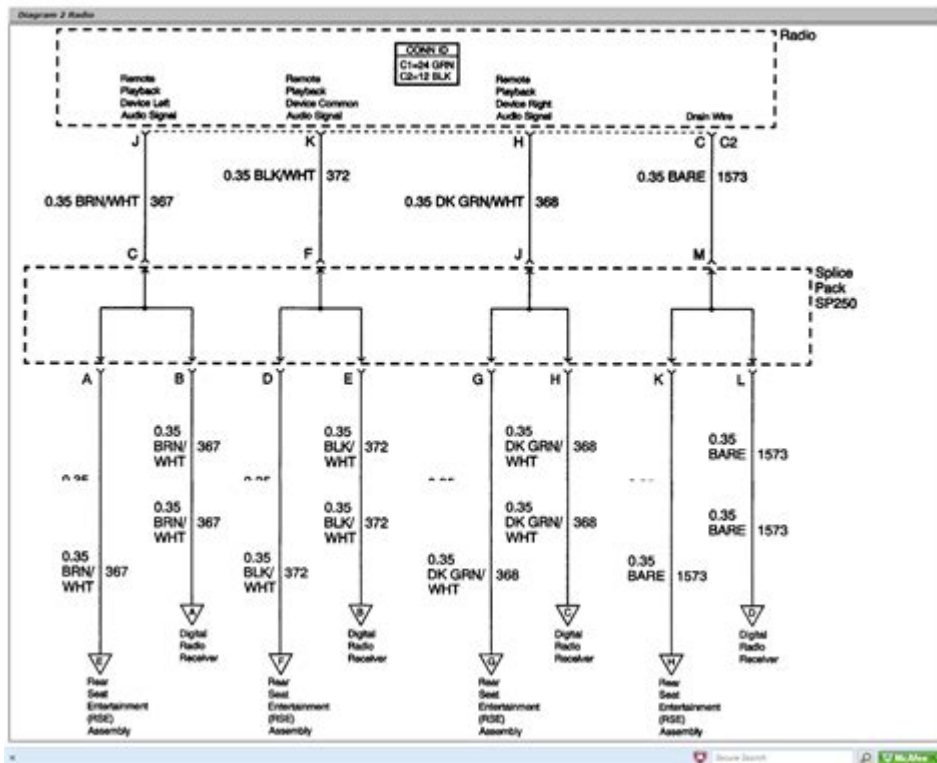 Diagram 2 Radio
Radio
CONN ID
C1=24 GRN
C2=12 BLK
Remote
Playback
Device Left
Audio Signal
Remote
Playback
Device Common
Audio Signal
Remote
Playback
Device Right
Audio Signal
Drain Wire
J K H C C2
0.35 BRN/WHT 367
0.35 BLK/WHT 372
0.35 DK GRN/WHT 368
0.35 BARE 1573
C F J M
Splice
Pack
SP250
A B D E G H K L
0.35
BRN/
WHT
367
0.35
BLK/
WHT
372
0.35
DK GRN/
WHT
368
0.35
BARE
1573
0.35
BRN/
WHT
367
0.35
BLK/
WHT
372
0.35
DK GRN/
WHT
368
0.35
BARE
1573
0.35
BRN/
WHT
367
0.35
BLK/
WHT
372
0.35
DK GRN/
WHT
368
0.35
BARE
1573
A
Digital
Radio
Receiver
B
Digital
Radio
Receiver
C
Digital
Radio
Receiver
D
Digital
Radio
Receiver
E
Rear
Seat
Entertainment
(RSE)
Assembly
F
Rear
Seat
Entertainment
(RSE)
Assembly
G
Rear
Seat
Entertainment
(RSE)
Assembly
H
Rear
Seat
Entertainment
(RSE)
Assembly
Secure Search
McAfee